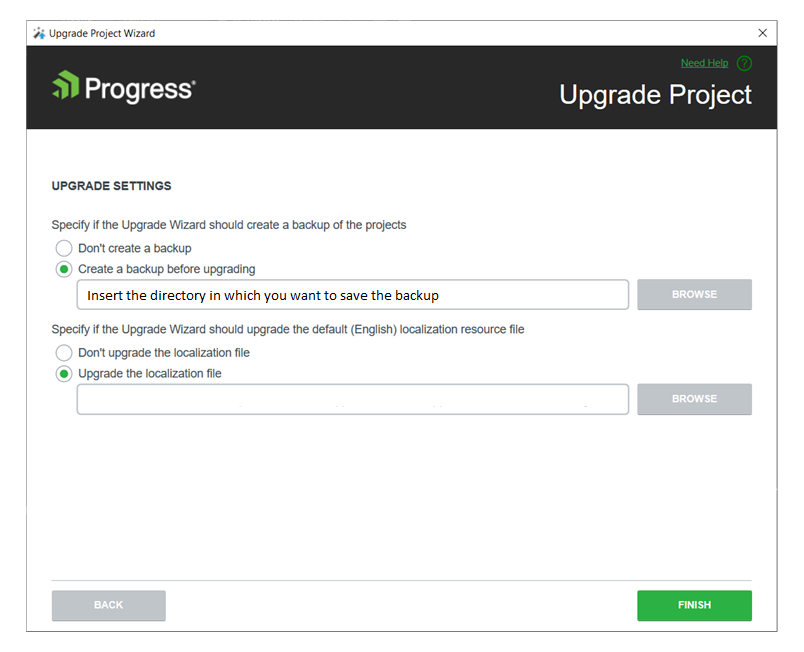 Upgrade Project Wizard
Need Help ?
Progress
Upgrade Project
UPGRADE SETTINGS
Specify if the Upgrade Wizard should create a backup of the projects
Don't create a backup
Create a backup before upgrading
Insert the directory in which you want to save the backup
BROWSE
Specify if the Upgrade Wizard should upgrade the default (English) localization resource file
Don't upgrade the localization file
Upgrade the localization file
BROWSE
BACK
FINISH